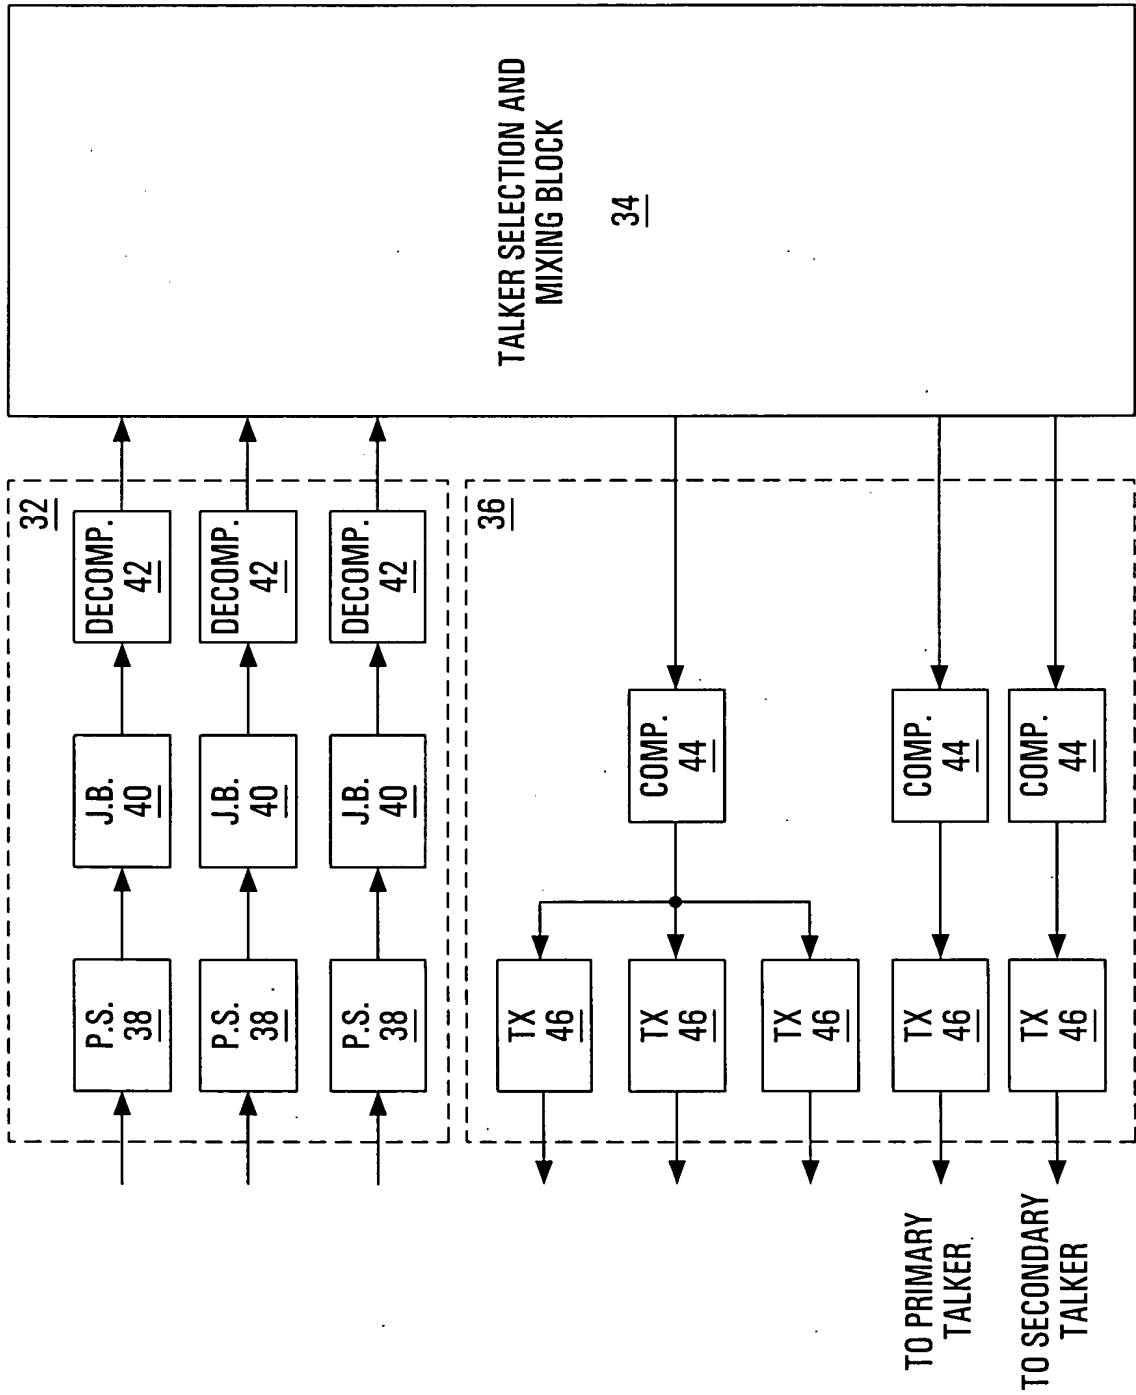 32
P.S.
38
J.B.
40
DECOMP.
42
P.S.
38
J.B.
40
DECOMP.
42
P.S.
38
J.B.
40
DECOMP.
42
TALKER SELECTION AND
MIXING BLOCK
34
36
TX
46
TX
46
COMP.
44
TX
46
TO PRIMARY
TALKER
TX
46
COMP.
44
TO SECONDARY
TALKER
TX
46
COMP.
44